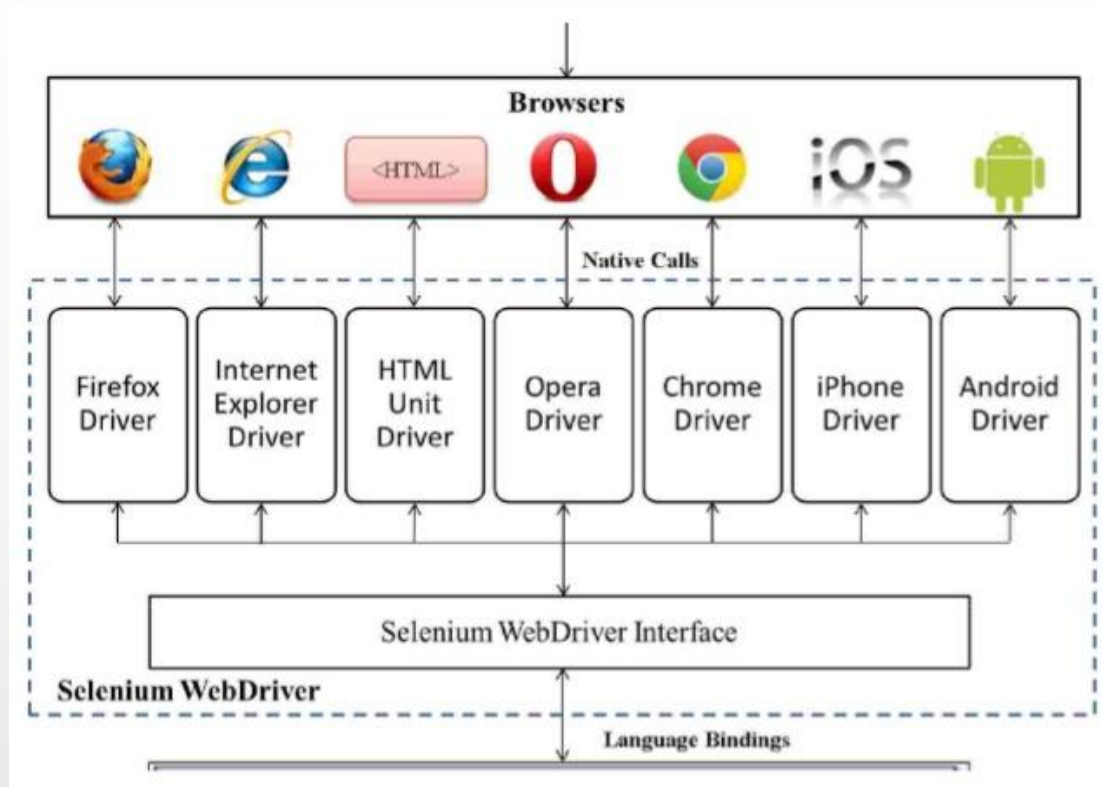 Browsers
<HTML>
iOS
Native Calls
Firefox
Driver
Internet
Explorer
Driver
HTML
Unit
Driver
Opera
Driver
Chrome
Driver
iPhone
Driver
Android
Driver
Selenium WebDriver Interface
Selenium WebDriver
Language Bindings